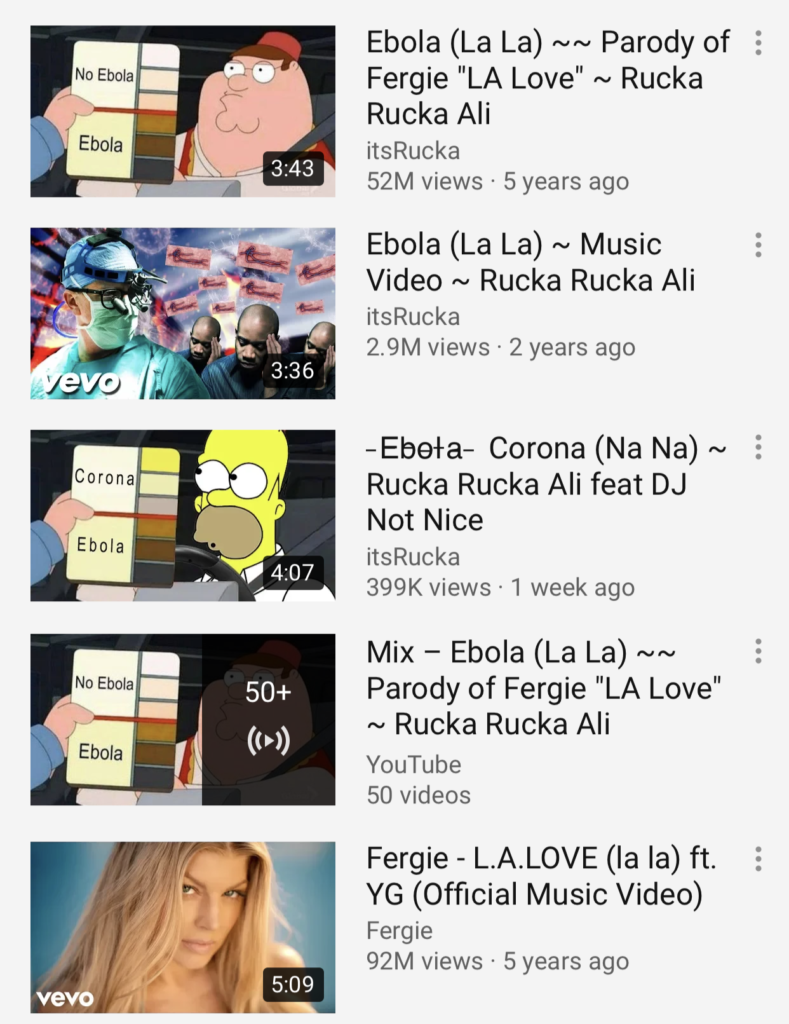 No Ebola
Ebola
3:43
Ebola (La La) ~~ Parody of
Fergie "LA Love" ~ Rucka
Rucka Ali
itsRucka
52M views · 5 years ago
vevo
3:36
Ebola (La La) ~ Music
Video ~ Rucka Rucka Ali
itsRucka
2.9M views · 2 years ago
Corona
Ebola
4:07
-E̶b̶o̶l̶a- Corona (Na Na) ~
Rucka Rucka Ali feat DJ
Not Nice
itsRucka
399K views · 1 week ago
No Ebola
Ebola
50+
Mix – Ebola (La La) ~~
Parody of Fergie "LA Love"
~ Rucka Rucka Ali
YouTube
50 videos
vevo
5:09
Fergie - L.A.LOVE (la la) ft.
YG (Official Music Video)
Fergie
92M views · 5 years ago